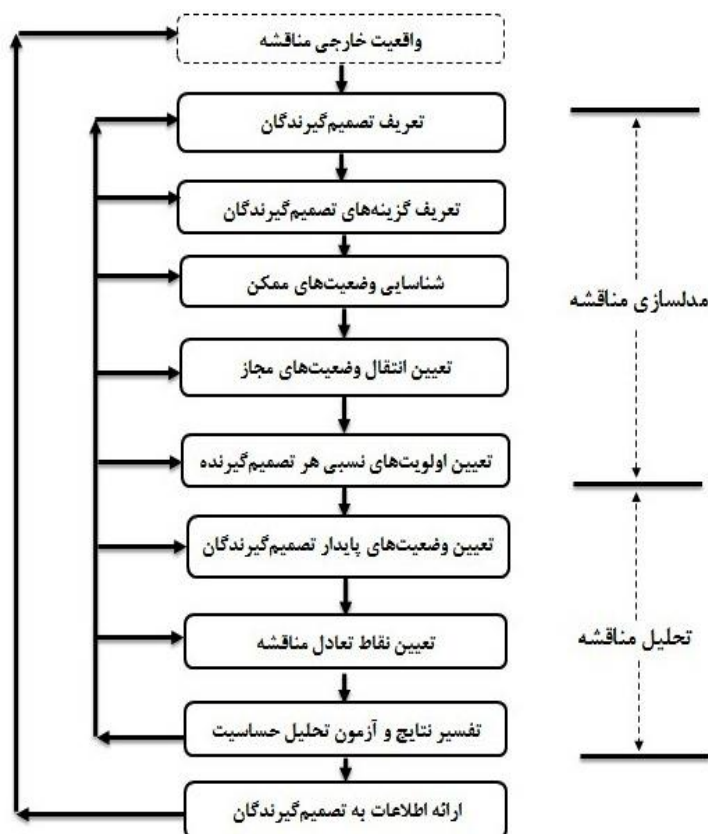 واقعیت خارجی مناقشه
تعریف تصمیم‌گیرندگان
تعریف گزینه‌های تصمیم‌گیرندگان
شناسایی وضعیت‌های ممکن
تعیین انتقال وضعیت‌های مجاز
تعیین اولویت‌های نسبی هر تصمیم‌گیرنده
تعیین وضعیت‌های پایدار تصمیم‌گیرندگان
تعیین نقاط تعادل مناقشه
تفسیر نتایج و آزمون تحلیل حساسیت
ارائه اطلاعات به تصمیم‌گیرندگان
مدلسازی مناقشه
تحلیل مناقشه